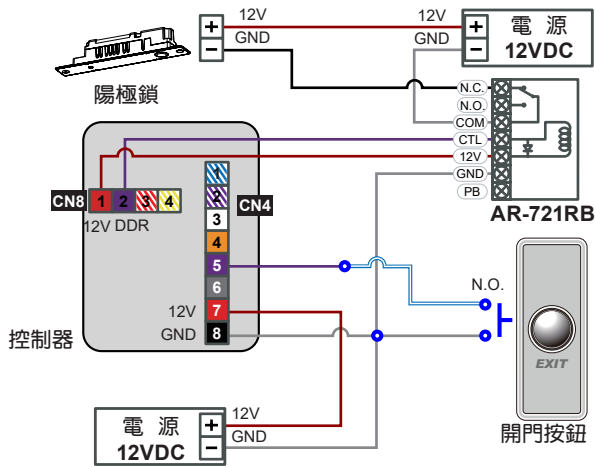 12V
GND
12V
GND
電 源
12VDC
陽極鎖
N.C.
N.O.
COM
CTL
12V
GND
PB
AR-721RB
CN8
1 2 3 4
12V DDR
CN4
1
2
3
4
5
6
12V 7
GND 8
控制器
N.O.
EXIT
開門按鈕
電 源
12VDC
12V
GND